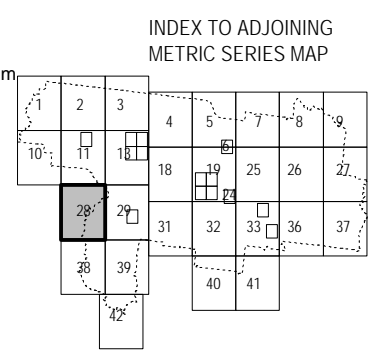 INDEX TO ADJOINING
METRIC SERIES MAP
m
1 2 3
4 5 7 8 9
6
10 11 13
18 19 25 26 27
24
28 29
31 32 33 36 37
38 39
40 41
42